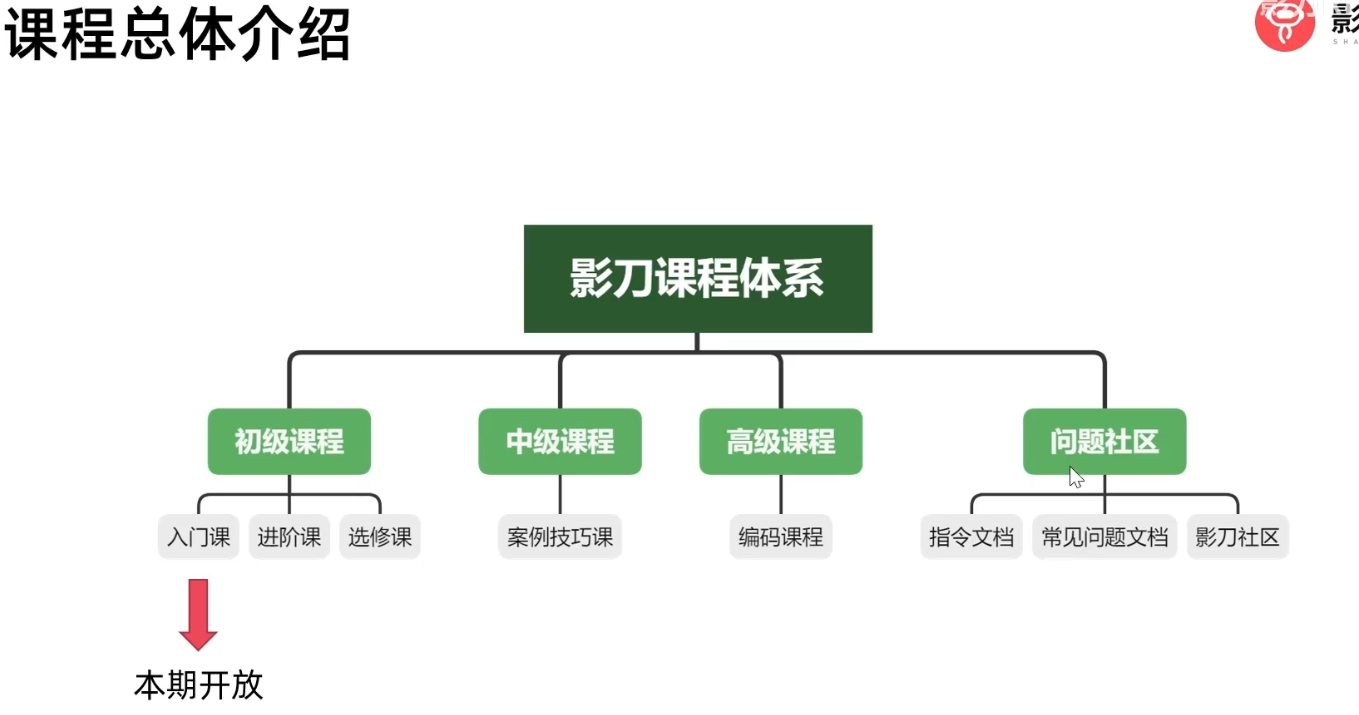 课程总体介绍
影
SHA
影刀课程体系
初级课程
中级课程
高级课程
问题社区
入门课
进阶课
选修课
案例技巧课
编码课程
指令文档
常见问题文档
影刀社区
本期开放